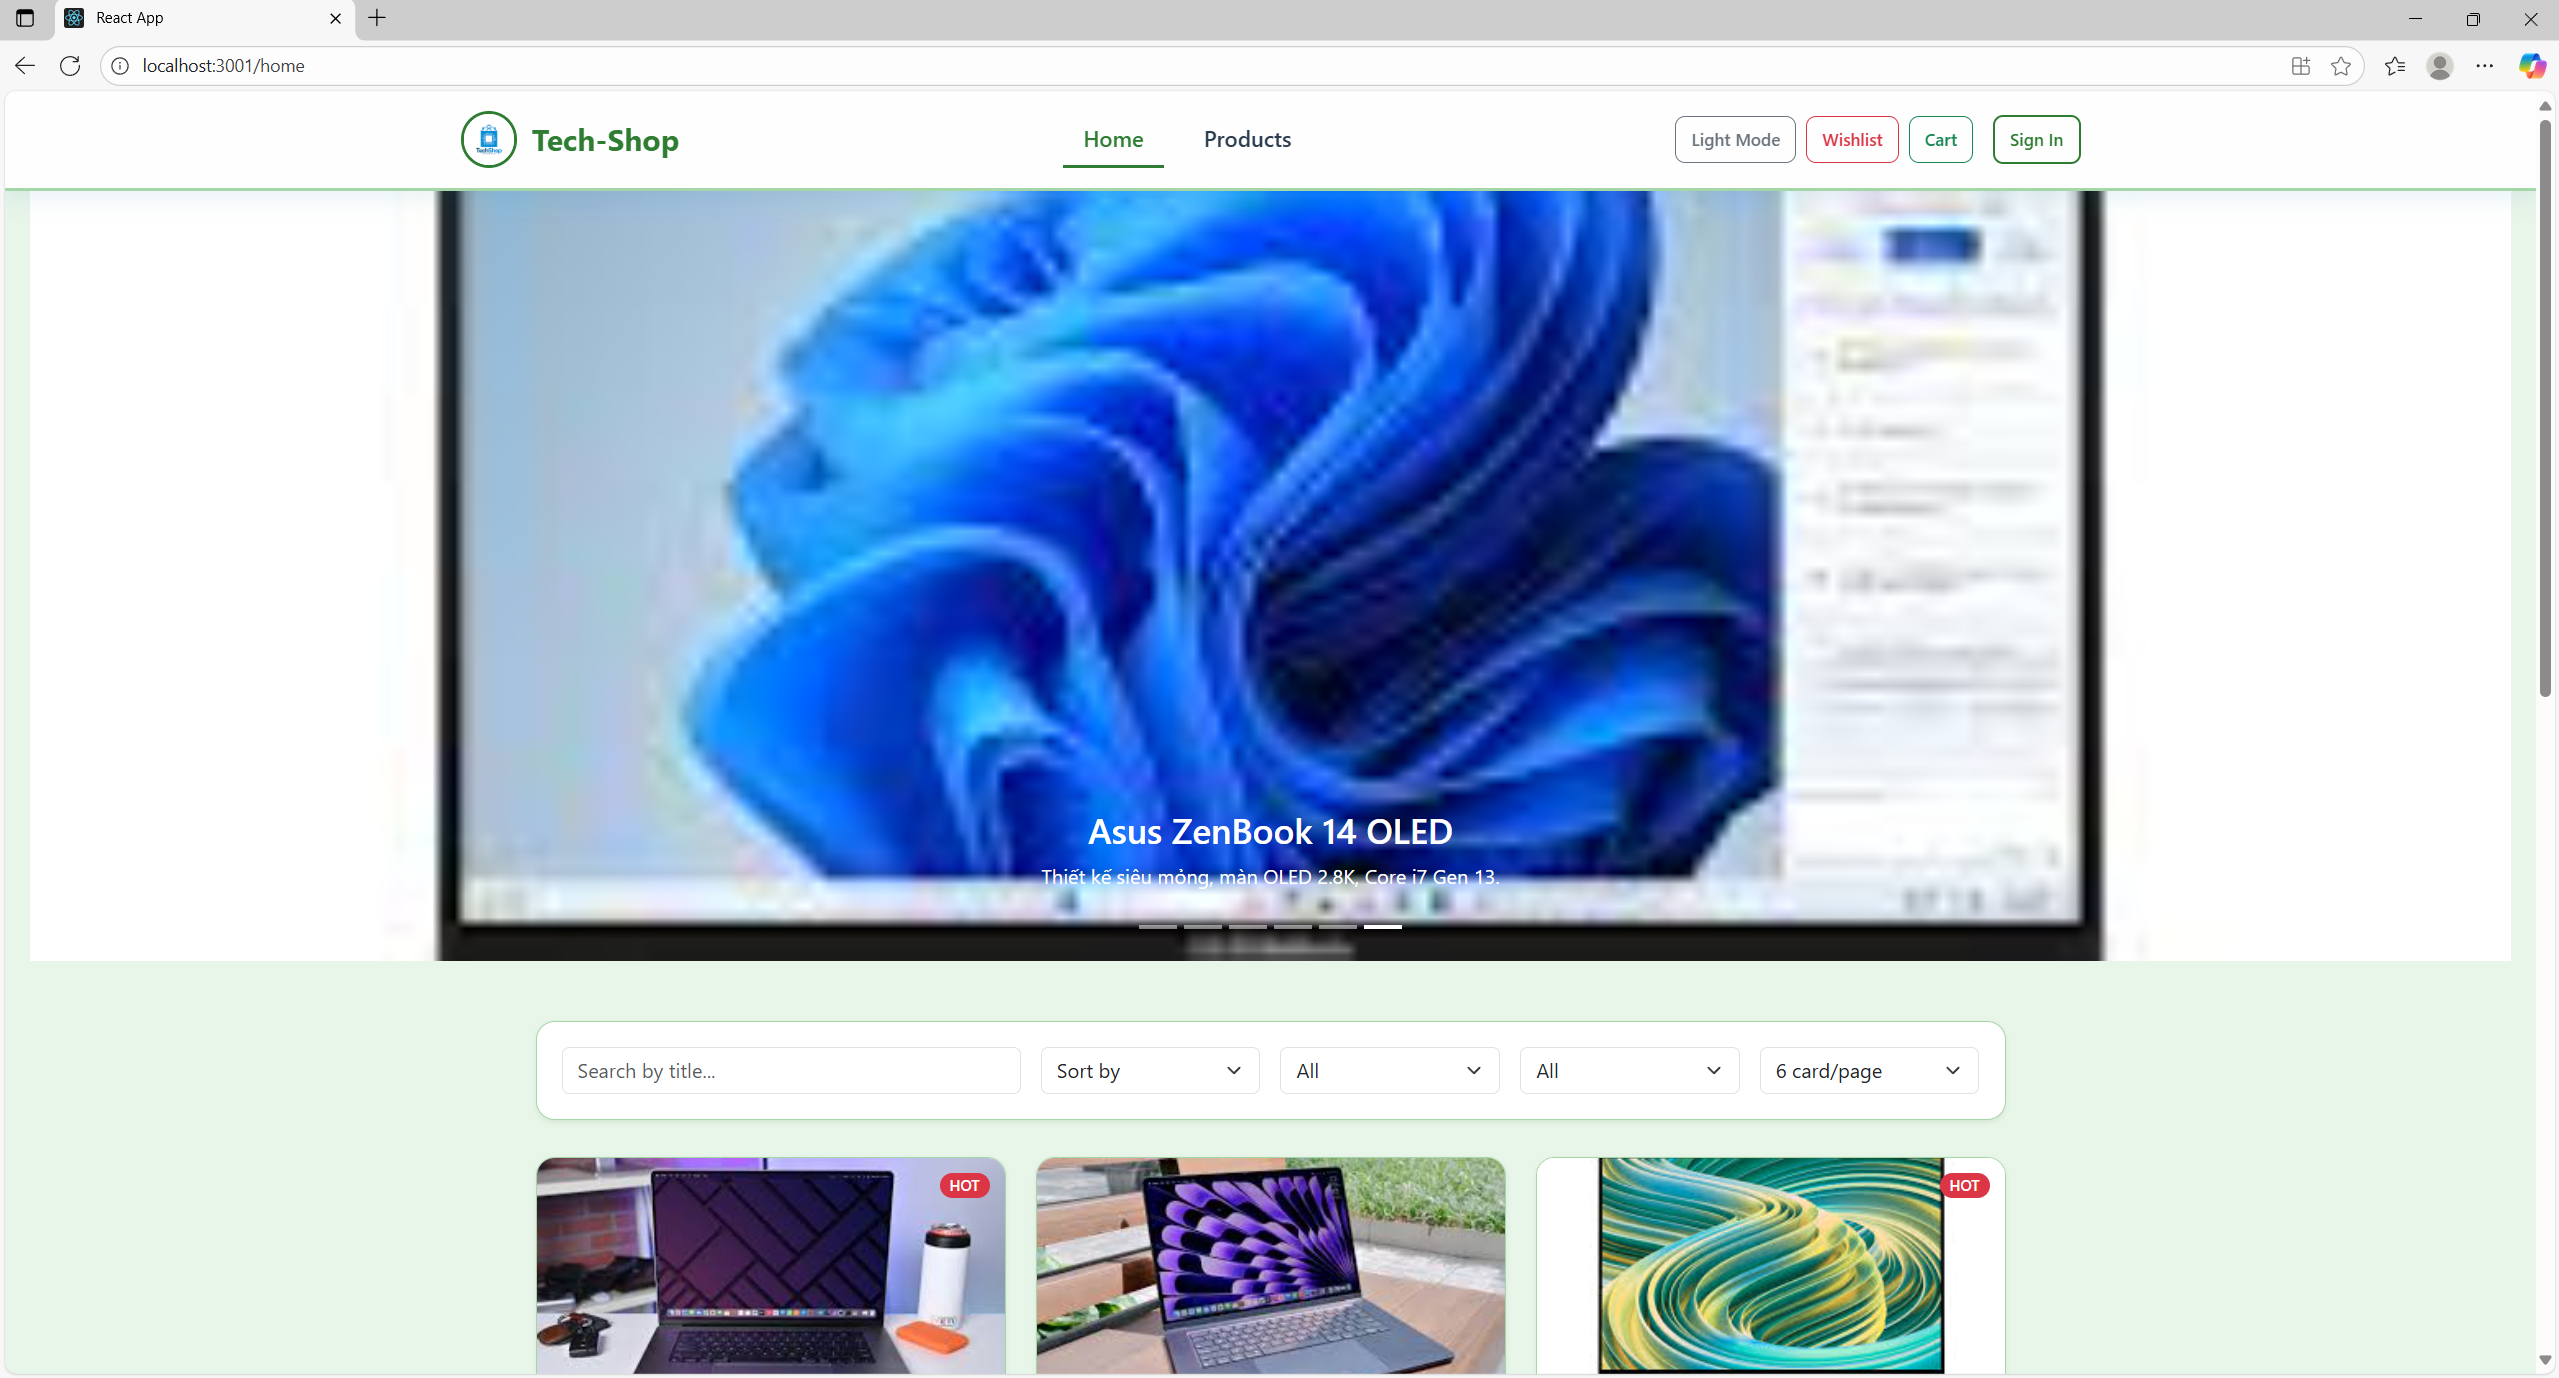 React App
localhost:3001/home
TechShop
Tech-Shop
Home
Products
Light Mode
Wishlist
Cart
Sign In
Asus ZenBook 14 OLED
Thiết kế siêu mỏng, màn OLED 2.8K, Core i7 Gen 13.
Search by title...
Sort by
All
All
6 card/page
HOT
HOT